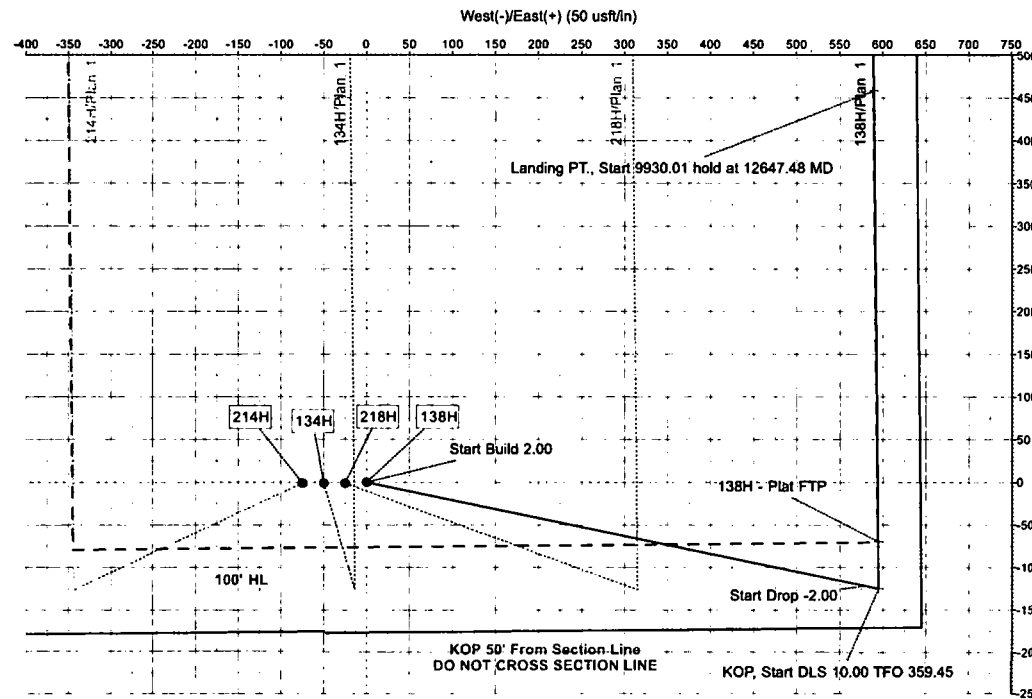 West(-)/East(+) (50 usft/in)
-400 -350 -300 -250 -200 -150 -100 -50 0 50 100 150 200 250 300 350 400 450 500 550 600 650 700 750
214H/Plan 1
134H/Plan 1
218H/Plan 1
138H/Plan 1
Landing PT., Start 9930.01 hold at 12647.48 MD
214H
134H
218H
138H
Start Build 2.00
0
138H - Plat FTP
100' HL
Start Drop -2.00
KOP 50' From Section Line
DO NOT CROSS SECTION LINE
KOP, Start DLS 10.00 TFO 359.45